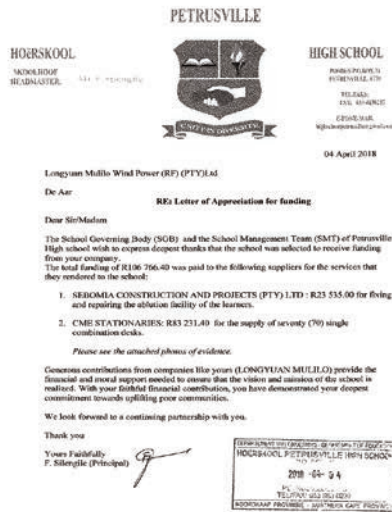 PETRUSVILLE
HOËRSKOOL
HIGH SCHOOL
SKOOLHOOF
HEADMASTER.
UNITY IN DIVERSITY
04 April 2018
Longyuan Mulilo Wind Power (RF) (PTY)Ltd
De Aar
RE: Letter of Appreciation for funding
Dear Sir/Madam
The School Governing Body (SGB) and the School Management Team (SMT) of Petrusville
High school wish to express deepest thanks that the school was selected to receive funding
from your company.
The total funding of R106 766.40 was paid to the following suppliers for the services that
they rendered to the school:
1. SEBOMIA CONSTRUCTION AND PROJECTS (PTY) LTD : R23 535.00 for fixing
and repairing the ablution facility of the learners.
2. CME STATIONARIES: R83 231.40 for the supply of seventy (70) single
combination desks.
Please see the attached photos of evidence.
Generous contributions from companies like yours (LONGYUAN MULILO) provide the
financial and moral support needed to ensure that the vision and mission of the school is
realized. With your faithful financial contribution, you have demonstrated your deepest
commitment towards uplifting poor communities.
We look forward to a continuing partnership with you.
Thank you
Yours Faithfully
F. Silengile (Principal)
HOERSKOOL PETRUSVILLE HIGH SCHOOL
2018 -04- 04